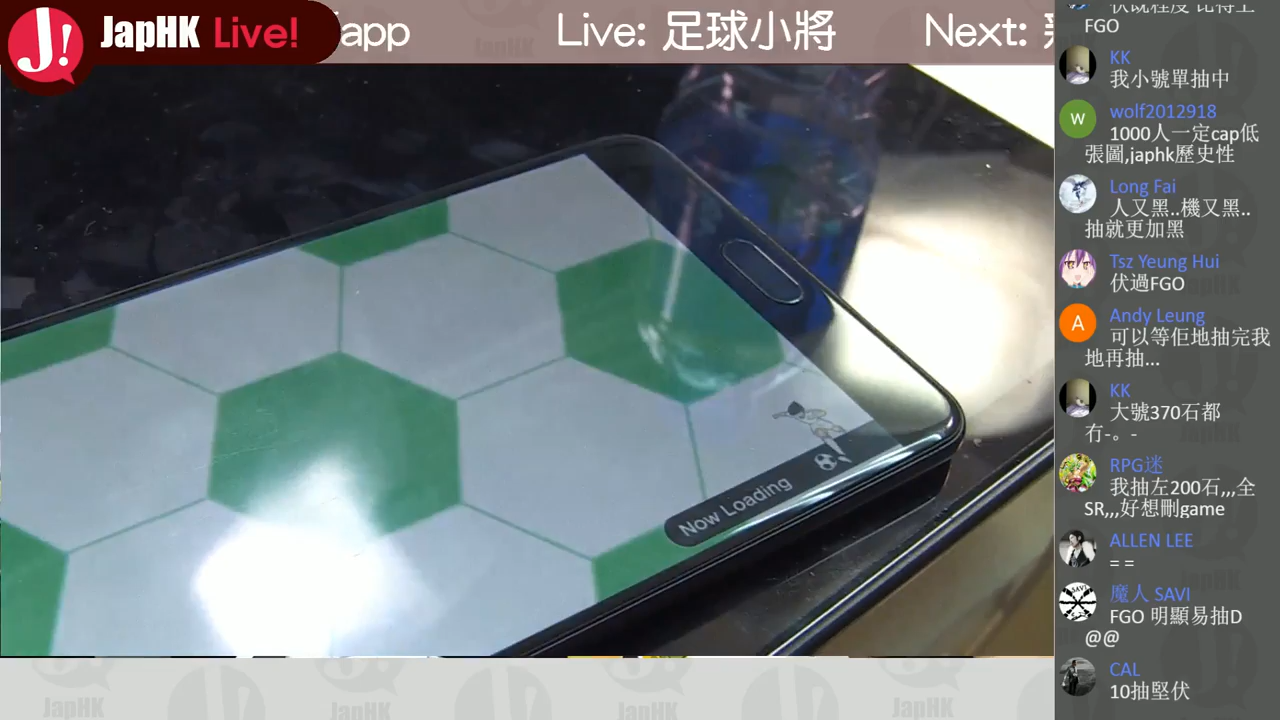 J! JapHK Live!
app
Live: 足球小將
Next:
FGO
KK
我小號單抽中
W
wolf2012918
1000人一定cap低
張圖,japhk歷史性
Long Fai
人又黑..機又黑..
抽就更加黑
Tsz Yeung Hui
伏過FGO
A
Andy Leung
可以等佢地抽完我
地再抽...
KK
大號370石都
冇-。-
RPG迷
我抽左200石,,,全
SR,,,好想刪game
ALLEN LEE
= =
魔人 SAVI
FGO 明顯易抽D
@@
CAL
10抽堅伏
Now Loading
JapHK
JapHK
JapHK
JapHK